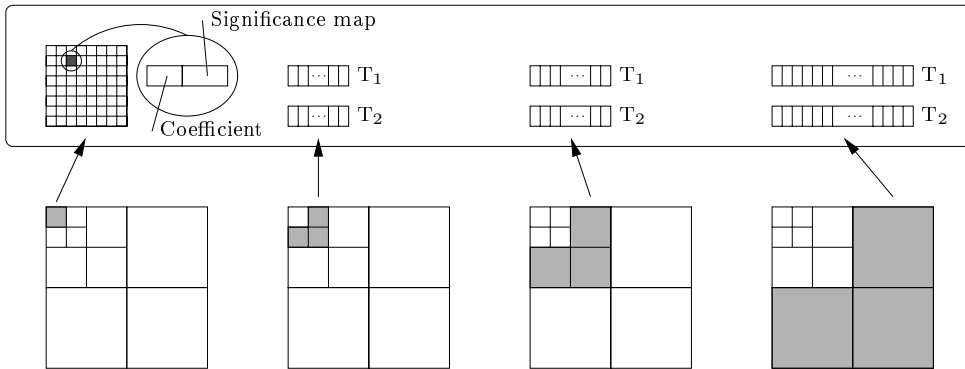 Significance map
Coefficient
... T₁
... T₂
... T₁
... T₂
... T₁
... T₂